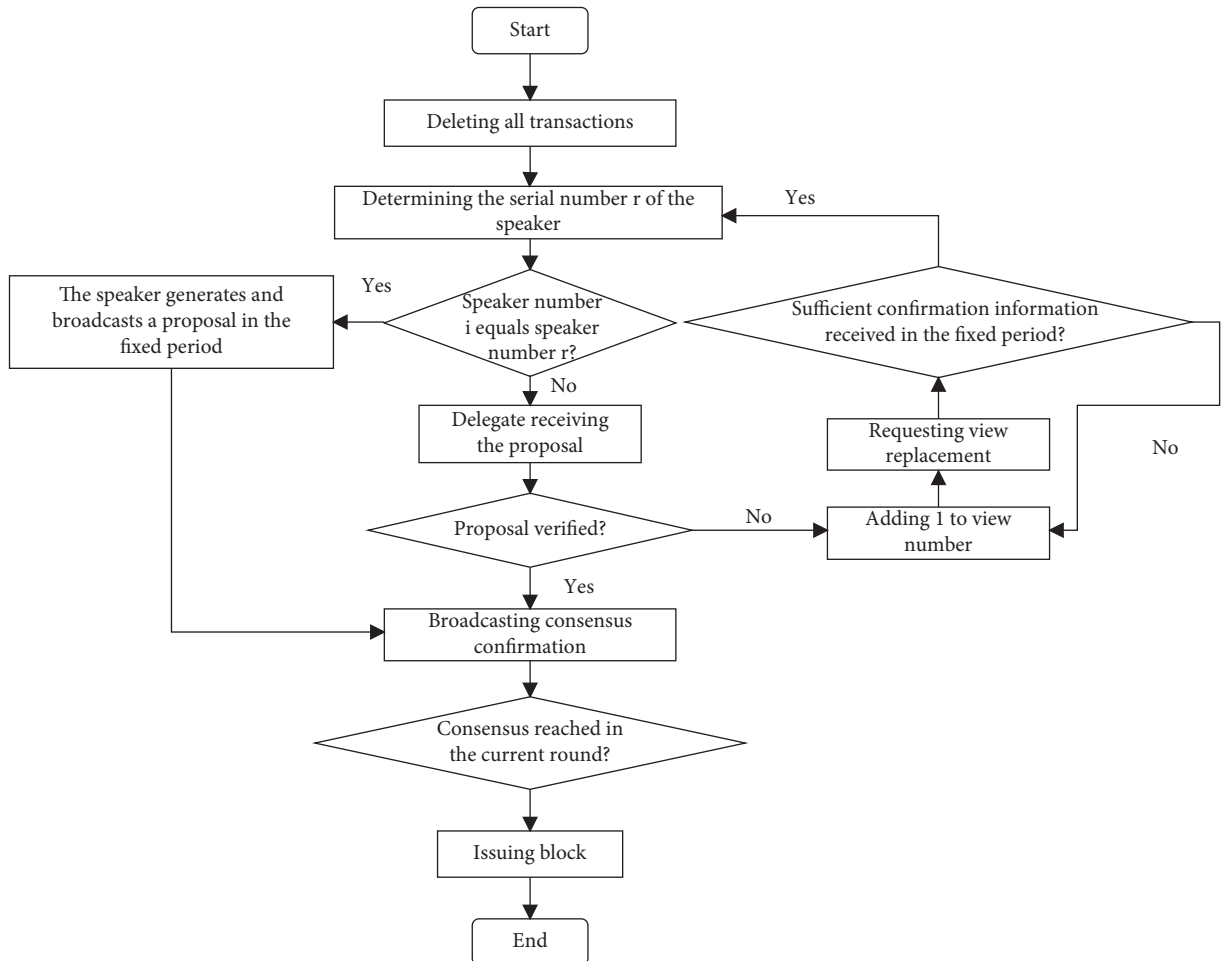 Start
Deleting all transactions
Determining the serial number r of the
speaker
Yes
The speaker generates and
broadcasts a proposal in the
fixed period
Yes
Speaker number
i equals speaker
number r?
Sufficient confirmation information
received in the fixed period?
No
Delegate receiving
the proposal
Requesting view
replacement
No
Proposal verified?
No
Adding 1 to view
number
Yes
Broadcasting consensus
confirmation
Consensus reached in
the current round?
Issuing block
End